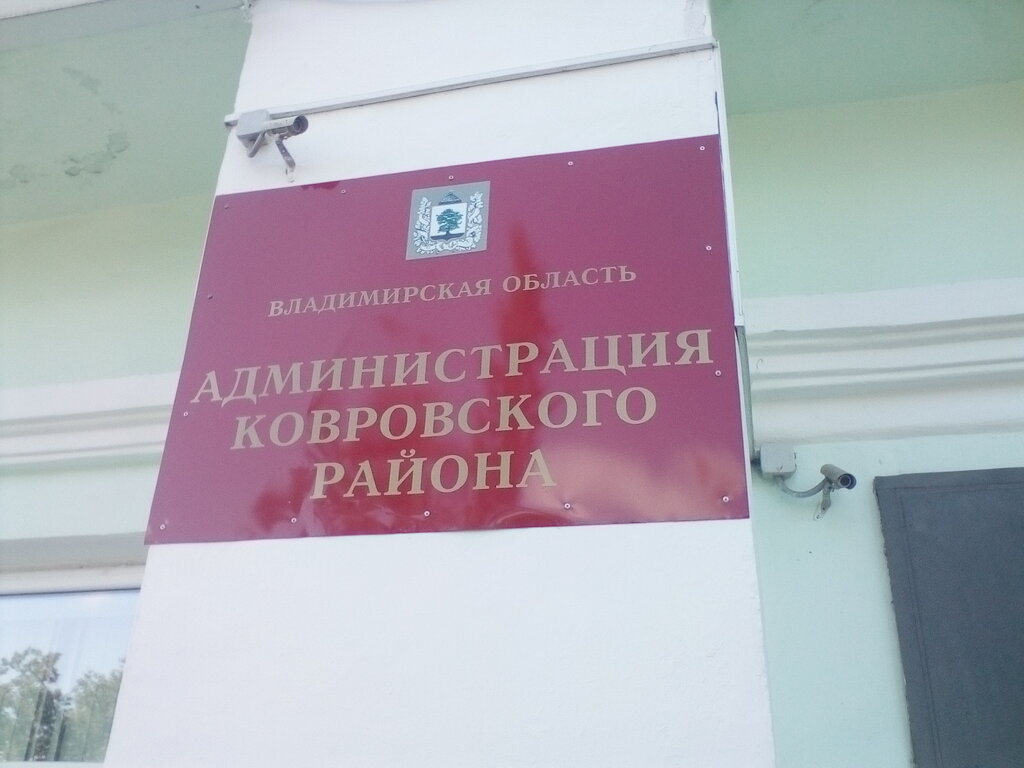 ВЛАДИМИРСКАЯ ОБЛАСТЬ
АДМИНИСТРАЦИЯ
КОВРОВСКОГО
РАЙОНА